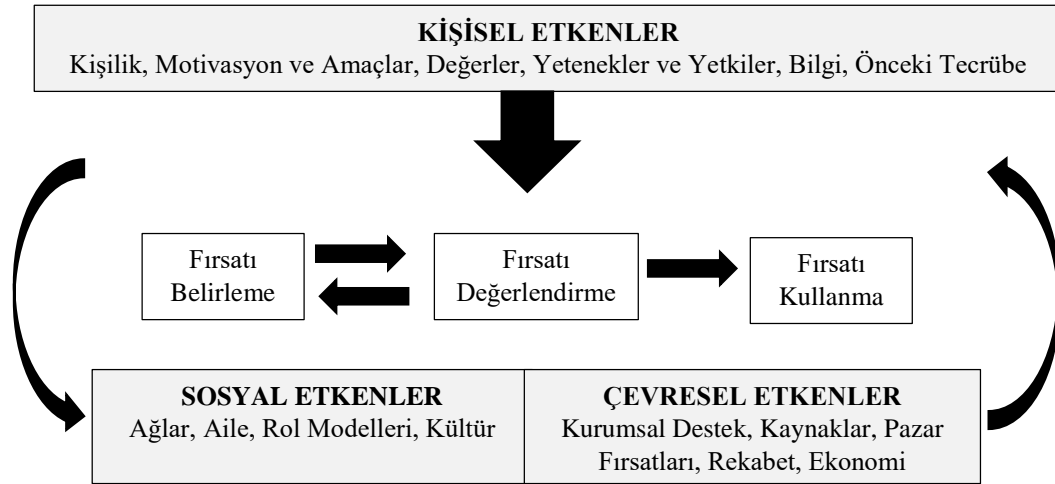 KİŞİSEL ETKENLER
Kişilik, Motivasyon ve Amaçlar, Değerler, Yetenekler ve Yetkiler, Bilgi, Önceki Tecrübe
Fırsatı
Belirleme
Fırsatı
Değerlendirme
Fırsatı
Kullanma
SOSYAL ETKENLER
Ağlar, Aile, Rol Modelleri, Kültür
ÇEVRESEL ETKENLER
Kurumsal Destek, Kaynaklar, Pazar
Fırsatları, Rekabet, Ekonomi